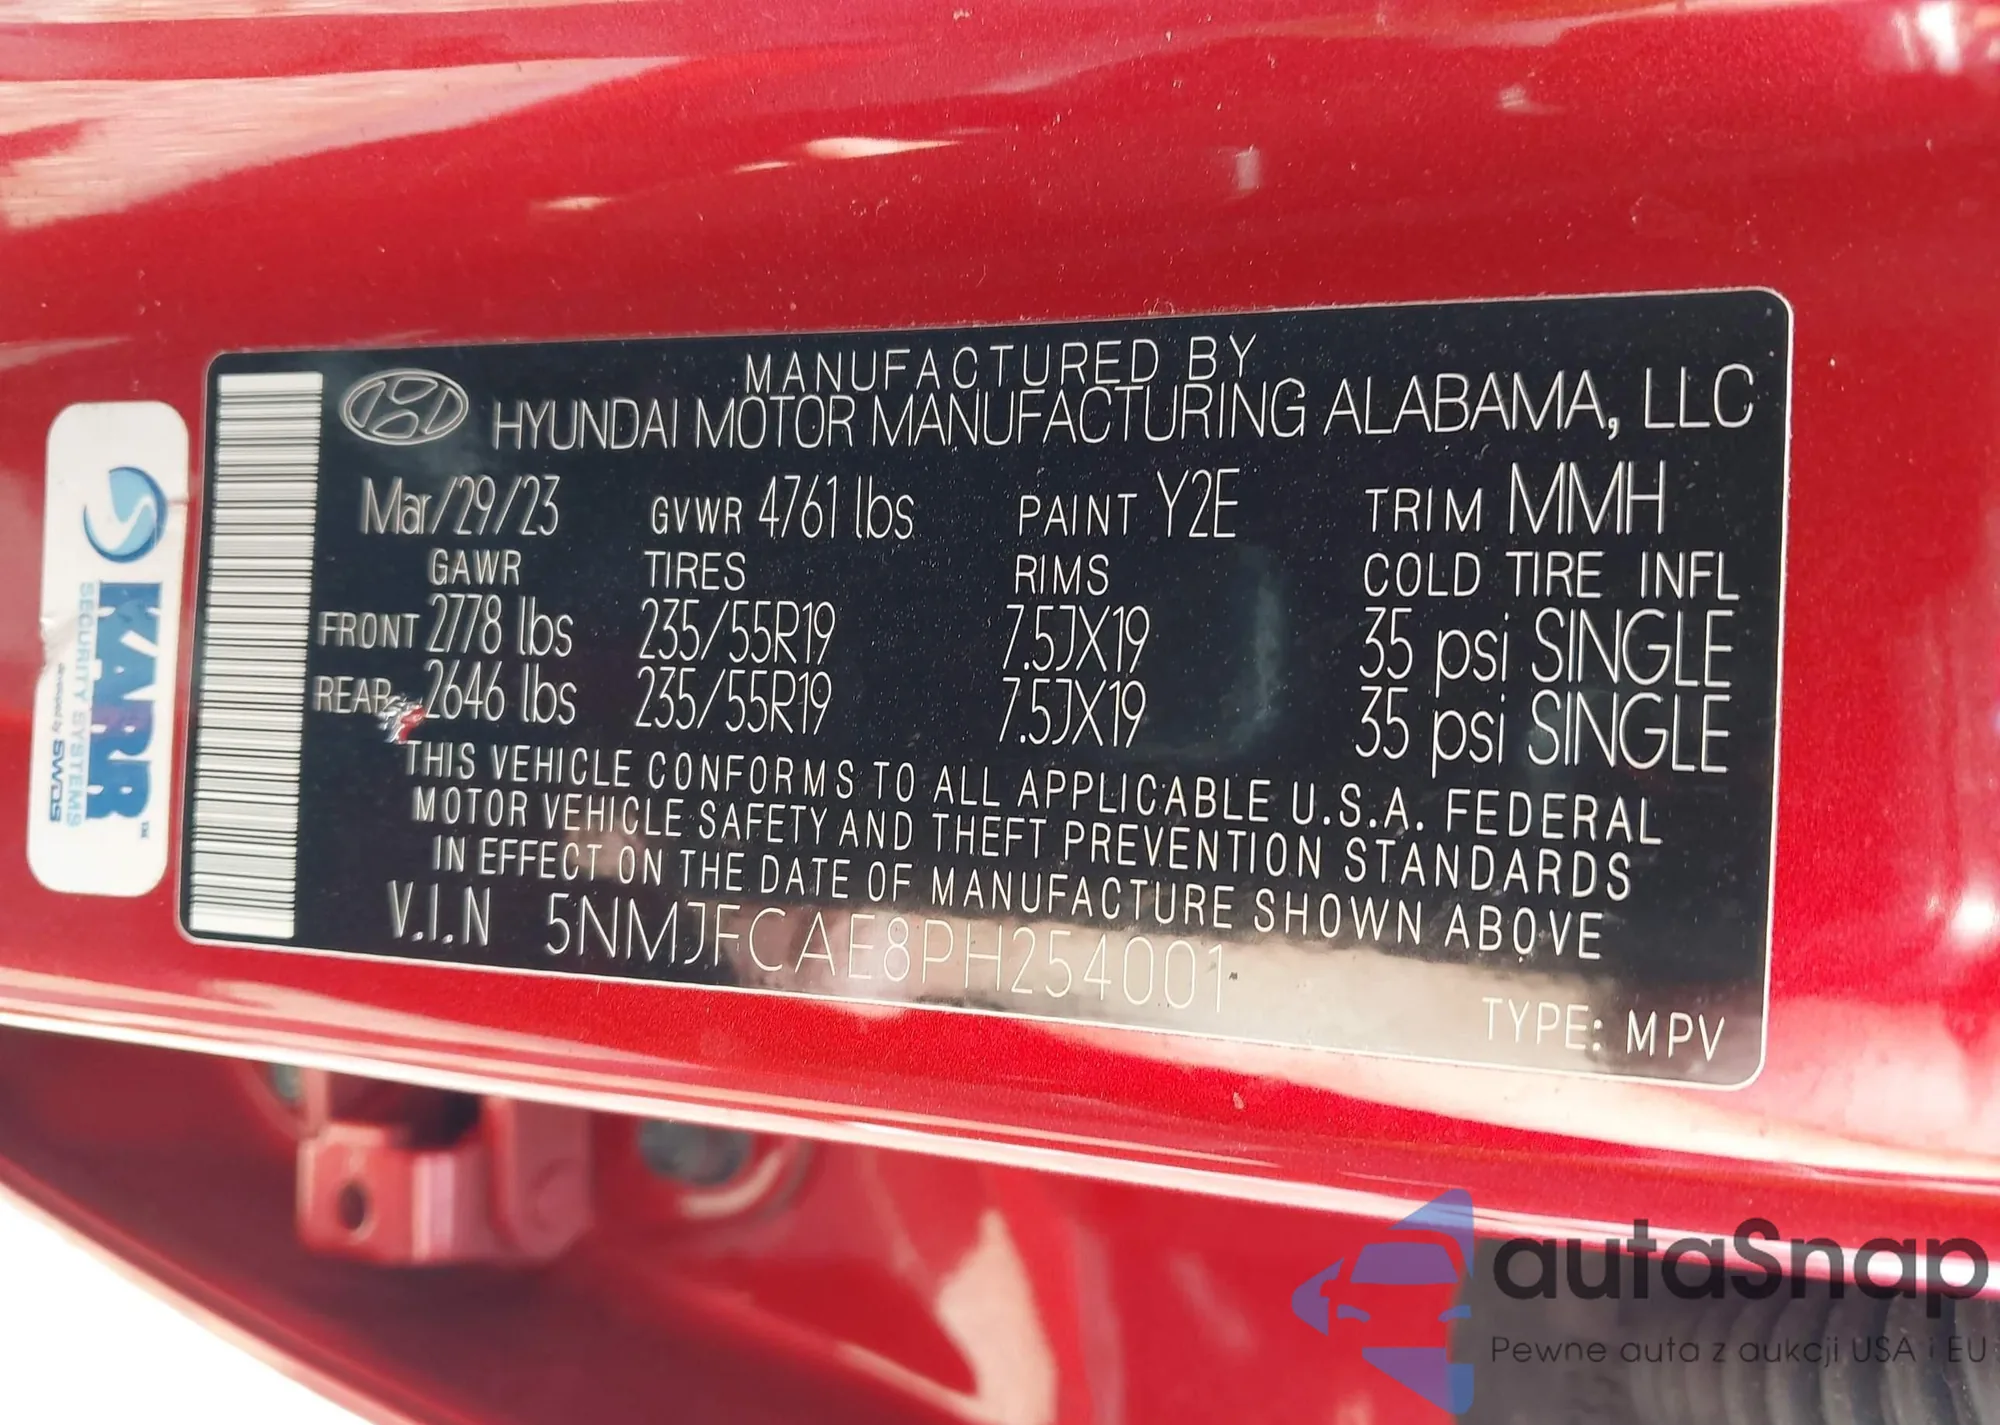 MANUFACTURED BY
HYUNDAI MOTOR MANUFACTURING ALABAMA, LLC
Mar/29/23 GVWR 4761 lbs PAINT Y2E TRIM MMH
GAWR TIRES RIMS COLD TIRE INFL
FRONT 2778 lbs 235/55R19 7.5JX19 35 psi SINGLE
REAR 2646 lbs 235/55R19 7.5JX19 35 psi SINGLE
THIS VEHICLE CONFORMS TO ALL APPLICABLE U.S.A. FEDERAL
MOTOR VEHICLE SAFETY AND THEFT PREVENTION STANDARDS
IN EFFECT ON THE DATE OF MANUFACTURE SHOWN ABOVE
V.I.N 5NMJFCAE8PH254001
TYPE: MPV
KARR™
SECURITY SYSTEMS
by SWDS
autaSnap
Pewne auta z aukcji USA i EU